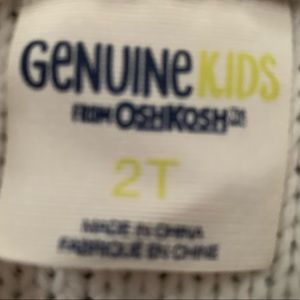 GENUINE KIDS
FROM OSHKOSH
2T
MADE IN CHINA
FABRIQUÉ EN CHINE